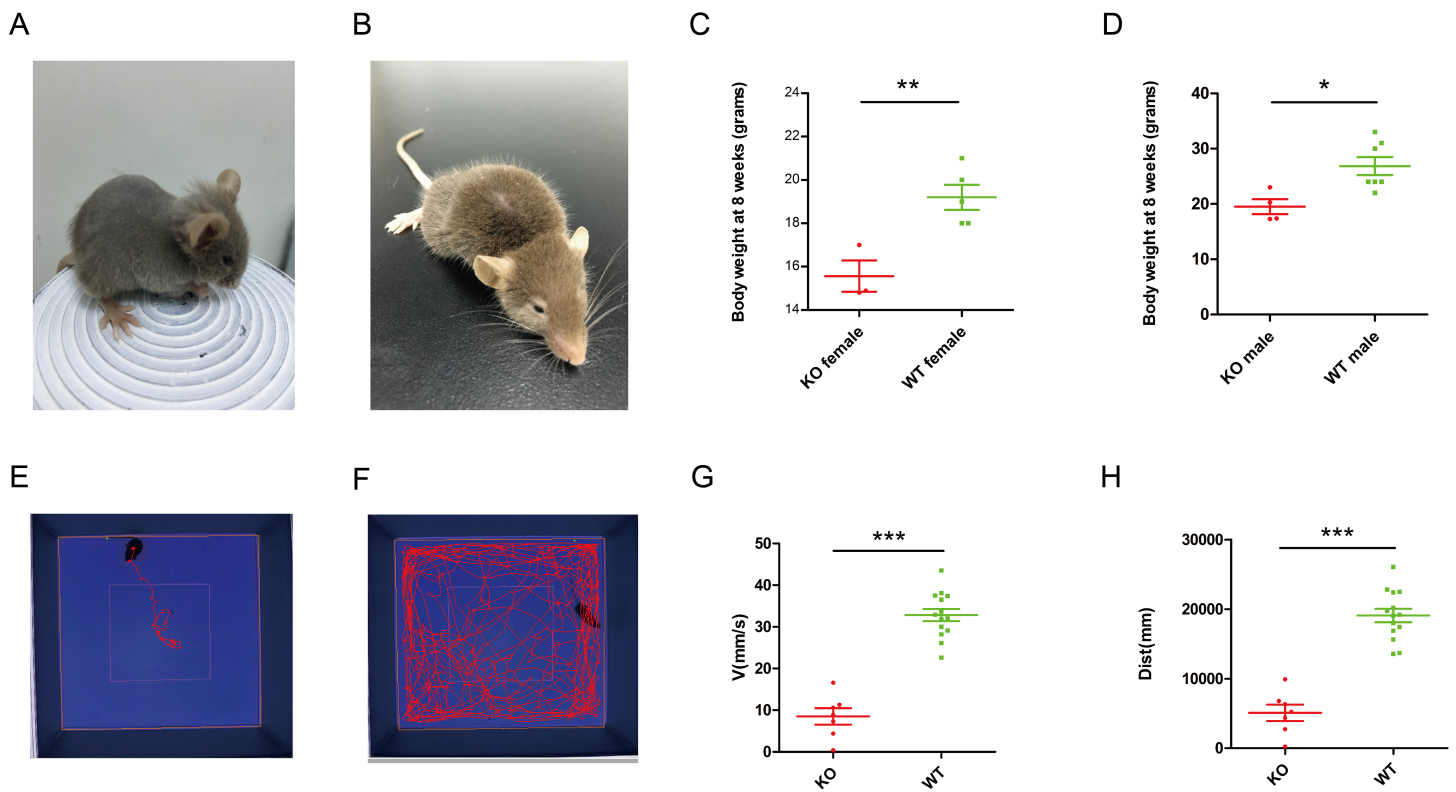 A
B
C
D
Body weight at 8 weeks (grams)
24
22
20
18
16
14
**
KO female
WT female
Body weight at 8 weeks (grams)
40
30
20
10
0
*
KO male
WT male
E
F
G
H
V(mm/s)
50
40
30
20
10
0
***
KO
WT
Dist(mm)
30000
20000
10000
0
***
KO
WT